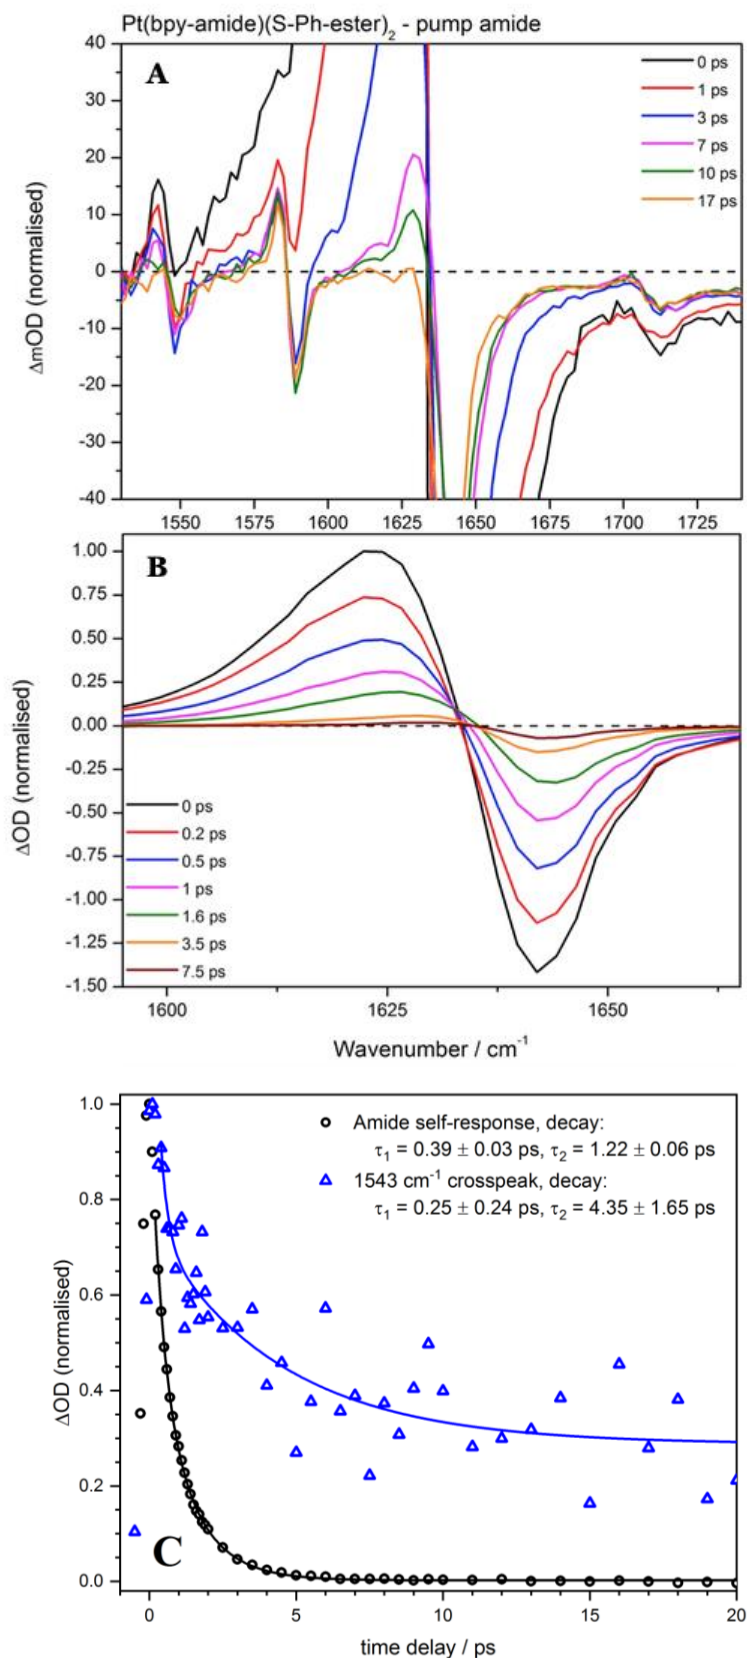 Pt(bpy-amide)(S-Ph-ester)2 - pump amide
A
40
30
20
10
0
-10
-20
-30
-40
ΔmOD (normalised)
0 ps
1 ps
3 ps
7 ps
10 ps
17 ps
1550 1575 1600 1625 1650 1675 1700 1725
B
1.00
0.75
0.50
0.25
0.00
-0.25
-0.50
-0.75
-1.00
-1.25
-1.50
ΔOD (normalised)
0 ps
0.2 ps
0.5 ps
1 ps
1.6 ps
3.5 ps
7.5 ps
1600 1625 1650
Wavenumber / cm-1
1.0
0.8
0.6
0.4
0.2
0.0
ΔOD (normalised)
Amide self-response, decay:
τ1 = 0.39 ± 0.03 ps, τ2 = 1.22 ± 0.06 ps
1543 cm-1 crosspeak, decay:
τ1 = 0.25 ± 0.24 ps, τ2 = 4.35 ± 1.65 ps
C
0 5 10 15 20
time delay / ps